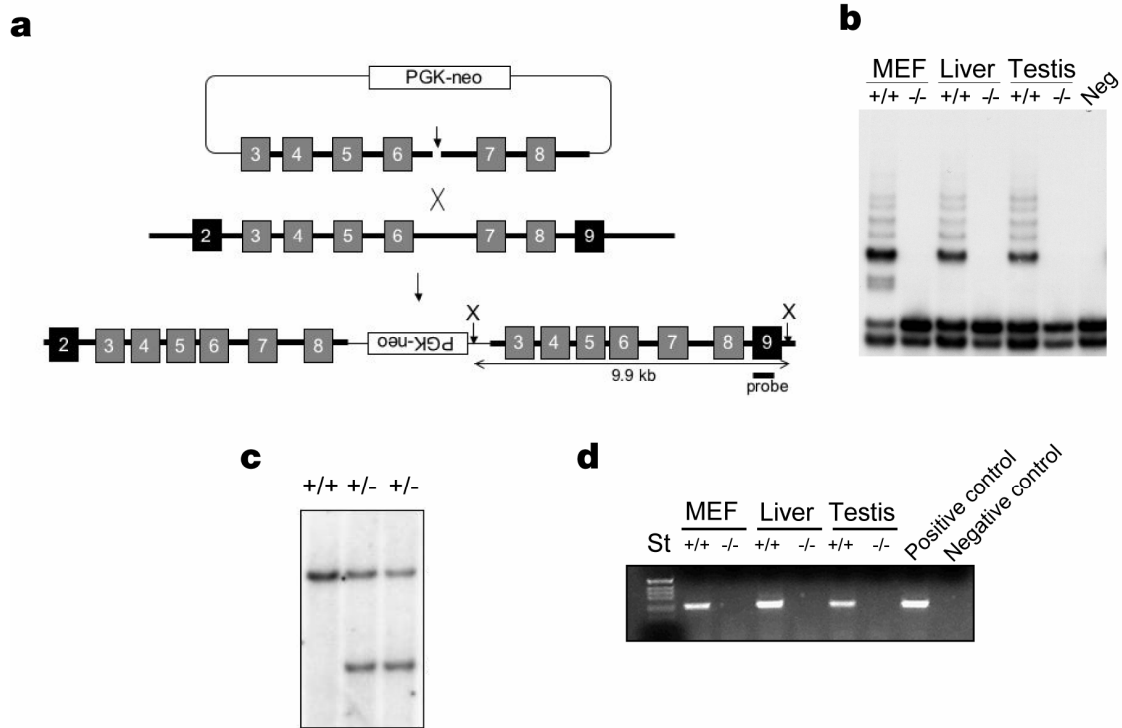 a
PGK-neo
3 4 5 6 7 8
X
2 3 4 5 6 7 8 9
X X
2 3 4 5 6 7 8 PGK-neo 3 4 5 6 7 8 9
9.9 kb
probe
b
MEF Liver Testis Neg
+/+ -/- +/+ -/- +/+ -/-
c
+/+ +/- +/-
d
MEF Liver Testis Positive control Negative control
St +/+ -/- +/+ -/- +/+ -/-